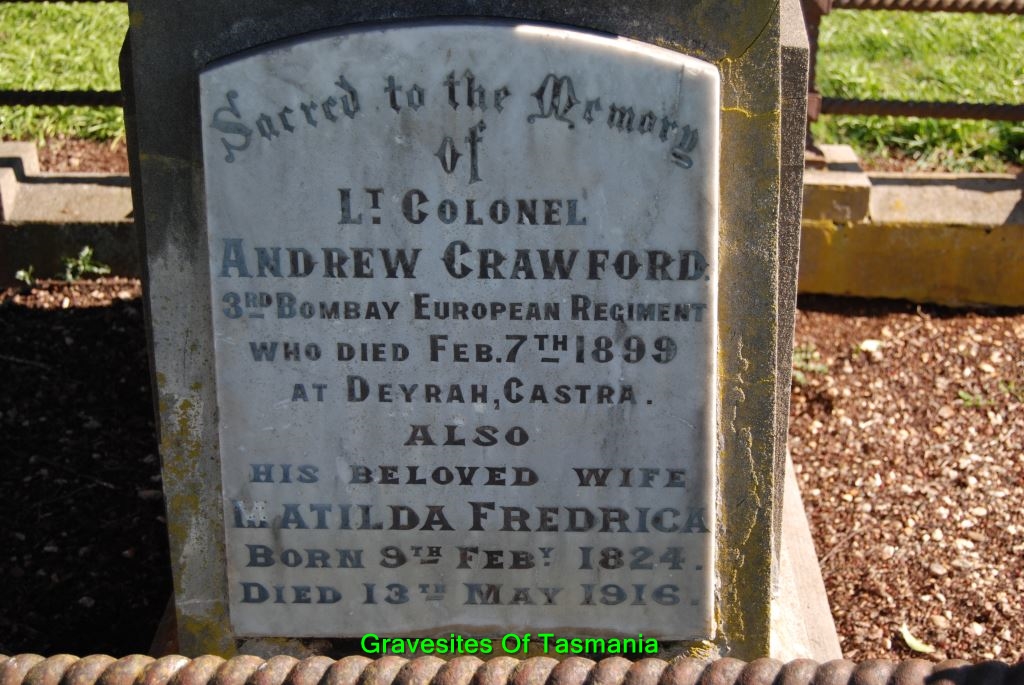 Sacred to the Memory
of
LT COLONEL
ANDREW CRAWFORD.
3RD BOMBAY EUROPEAN REGIMENT
WHO DIED FEB. 7TH 1899
AT DEYRAH, CASTRA.
ALSO
HIS BELOVED WIFE
MATILDA FREDRICA
BORN 9TH FEBY 1824.
DIED 13TH MAY 1916.
Gravesites Of Tasmania